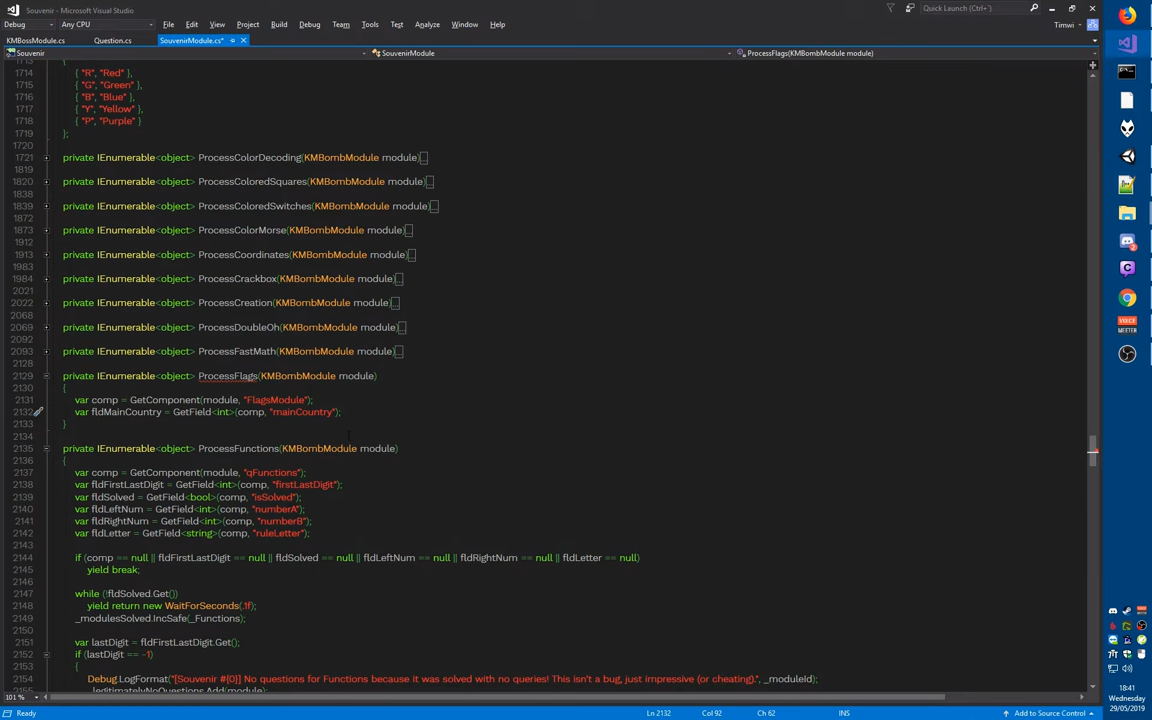 Souvenir - Microsoft Visual Studio
Quick Launch (Ctrl+')
File Edit View Project Build Debug Team Tools Test Analyze Window Help
Timwi
Debug Any CPU
KMBossModule.cs Question.cs SouvenirModule.cs*
Souvenir SouvenirModule ProcessFlags(KMBombModule module)
1713 {
1714 { "R", "Red" },
1715 { "G", "Green" },
1716 { "B", "Blue" },
1717 { "Y", "Yellow" },
1718 { "P", "Purple" }
1719 };
1720
1721 private IEnumerable<object> ProcessColorDecoding(KMBombModule module)...
1819
1820 private IEnumerable<object> ProcessColoredSquares(KMBombModule module)...
1838
1839 private IEnumerable<object> ProcessColoredSwitches(KMBombModule module)...
1872
1873 private IEnumerable<object> ProcessColorMorse(KMBombModule module)...
1912
1913 private IEnumerable<object> ProcessCoordinates(KMBombModule module)...
1983
1984 private IEnumerable<object> ProcessCrackbox(KMBombModule module)...
2021
2022 private IEnumerable<object> ProcessCreation(KMBombModule module)...
2068
2069 private IEnumerable<object> ProcessDoubleOh(KMBombModule module)...
2092
2093 private IEnumerable<object> ProcessFastMath(KMBombModule module)...
2128
2129 private IEnumerable<object> ProcessFlags(KMBombModule module)
2130 {
2131 var comp = GetComponent(module, "FlagsModule");
2132 var fldMainCountry = GetField<int>(comp, "mainCountry");
2133 }
2134
2135 private IEnumerable<object> ProcessFunctions(KMBombModule module)
2136 {
2137 var comp = GetComponent(module, "qFunctions");
2138 var fldFirstLastDigit = GetField<int>(comp, "firstLastDigit");
2139 var fldSolved = GetField<bool>(comp, "isSolved");
2140 var fldLeftNum = GetField<int>(comp, "numberA");
2141 var fldRightNum = GetField<int>(comp, "numberB");
2142 var fldLetter = GetField<string>(comp, "ruleLetter");
2143
2144 if (comp == null || fldFirstLastDigit == null || fldSolved == null || fldLeftNum == null || fldRightNum == null || fldLetter == null)
2145 yield break;
2146
2147 while (!fldSolved.Get())
2148 yield return new WaitForSeconds(.1f);
2149 _modulesSolved.IncSafe(_Functions);
2150
2151 var lastDigit = fldFirstLastDigit.Get();
2152 if (lastDigit == -1)
2153 {
2154 Debug.LogFormat("[Souvenir #{0}] No questions for Functions because it was solved with no queries! This isn't a bug, just impressive (or cheating).", _moduleId);
2155 _legitimatelyNoQuestions.Add(module);
101 %
Ready Ln 2132 Col 92 Ch 62 INS Add to Source Control
VOICE MEETER
18:41
Wednesday
29/05/2019